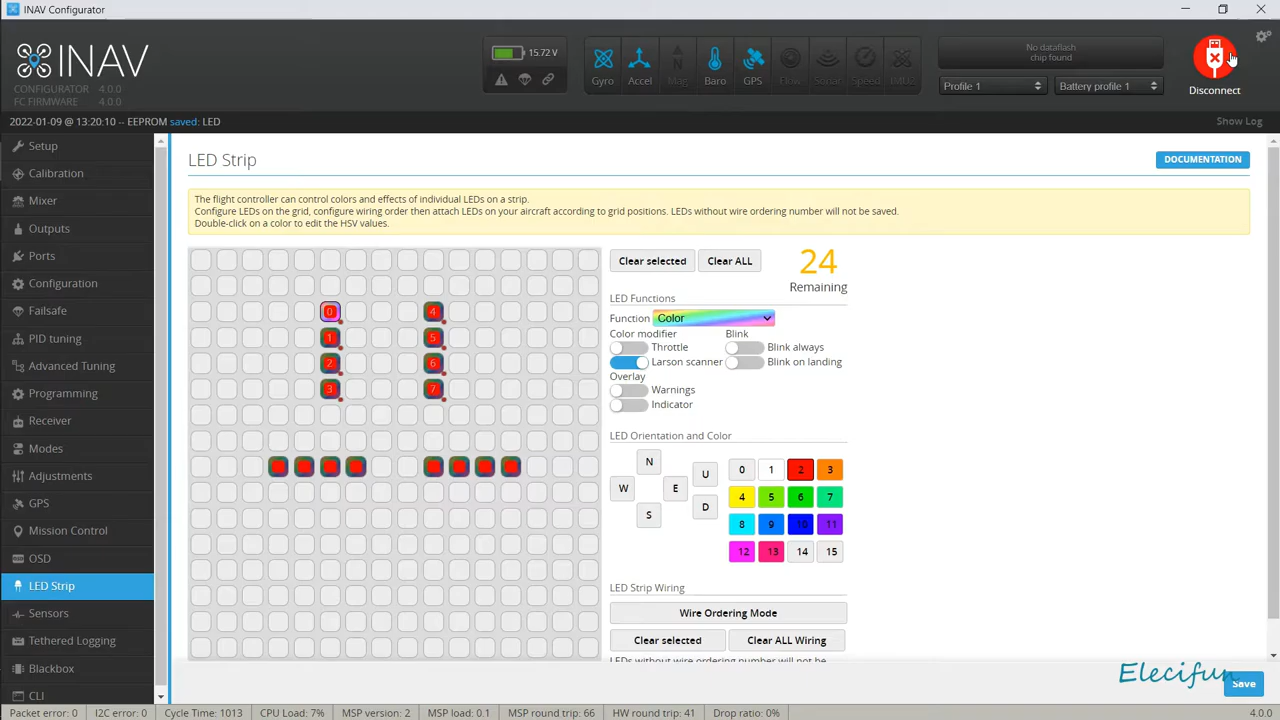 INAV Configurator
INAV
CONFIGURATOR 4.0.0
FC FIRMWARE 4.0.0
15.72 V
Gyro
Accel
Mag
Baro
GPS
Flow
Sonar
Speed
No dataflash
chip found
Profile 1
Battery profile 1
Disconnect
2022-01-09 @ 13:20:10 -- EEPROM saved: LED
Show Log
Setup
Calibration
Mixer
Outputs
Ports
Configuration
Failsafe
PID tuning
Advanced Tuning
Programming
Receiver
Modes
Adjustments
GPS
Mission Control
OSD
LED Strip
Sensors
Tethered Logging
Blackbox
CLI
LED Strip
DOCUMENTATION
The flight controller can control colors and effects of individual LEDs on a strip.
Configure LEDs on the grid, configure wiring order then attach LEDs on your aircraft according to grid positions. LEDs without wire ordering number will not be saved.
Double-click on a color to edit the HSV values.
0 4
1 5
2 6
3 7
Clear selected Clear ALL
24
Remaining
LED Functions
Function Color
Color modifier Blink
Throttle Blink always
Larson scanner Blink on landing
Overlay
Warnings
Indicator
LED Orientation and Color
N
W E
S
U
D
0 1 2 3
4 5 6 7
8 9 10 11
12 13 14 15
LED Strip Wiring
Wire Ordering Mode
Clear selected Clear ALL Wiring
LEDs without wire ordering number will not be
Elecifun
Save
Packet error: 0 I2C error: 0 Cycle Time: 1013 CPU Load: 7% MSP version: 2 MSP load: 0.1 MSP round trip: 66 HW round trip: 41 Drop ratio: 0% 4.0.0